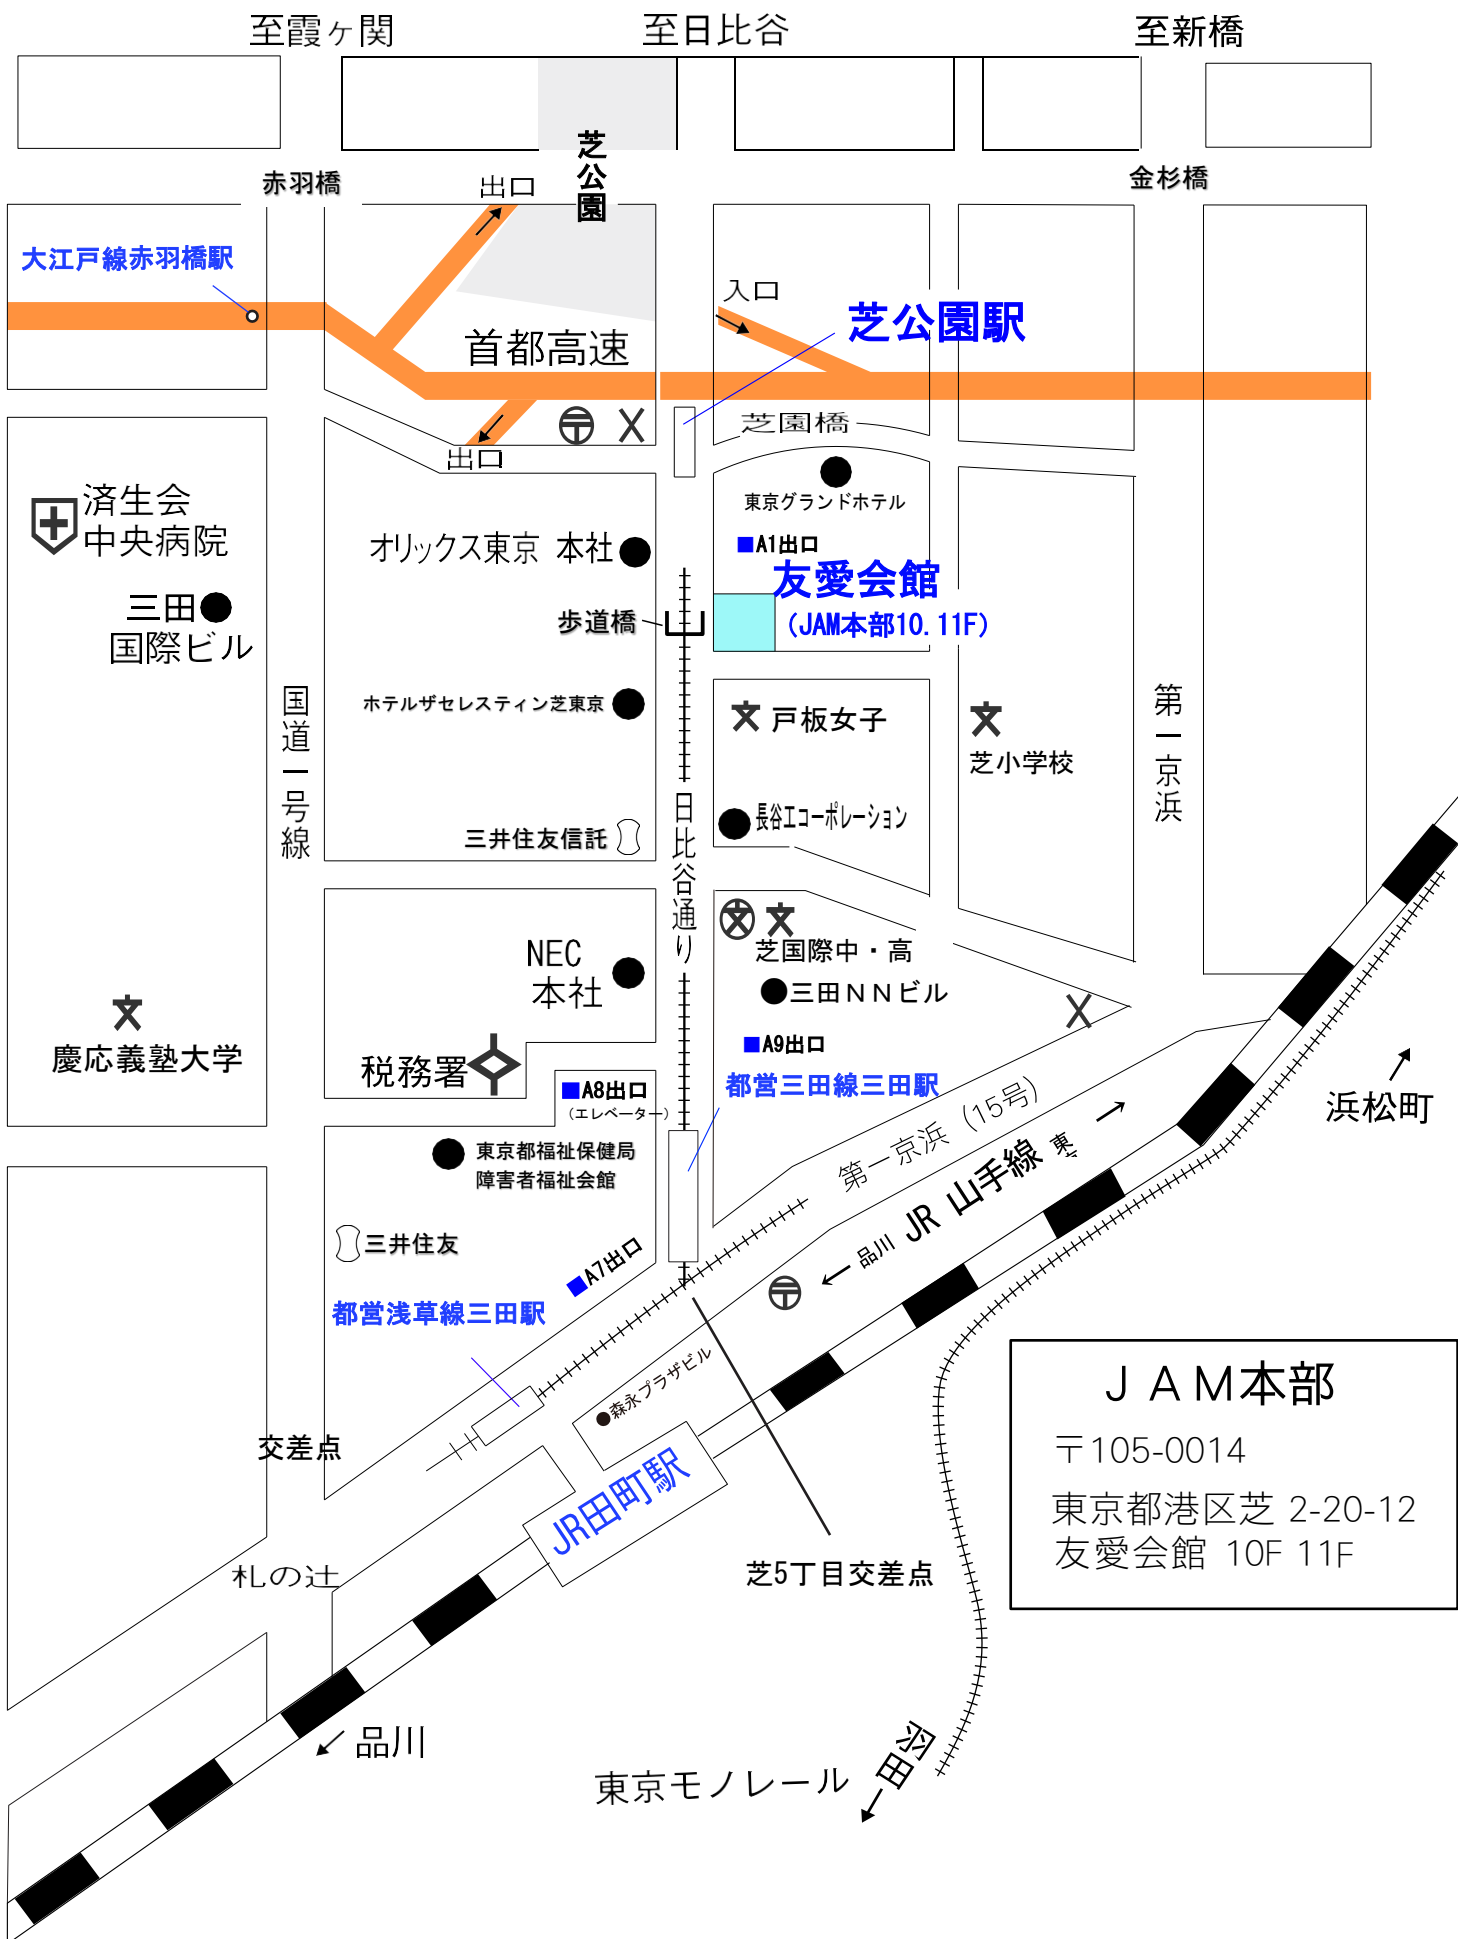 至霞ヶ関
至日比谷
至新橋
芝公園
赤羽橋
出口
金杉橋
大江戸線赤羽橋駅
入口
芝公園駅
首都高速
芝園橋
出口
東京グランドホテル
済生会
中央病院
オリックス東京 本社
■A1出口
友愛会館
(JAM本部10.11F)
三田
国際ビル
歩道橋
国道一号線
ホテルザセレスティン芝東京
戸板女子
芝小学校
第一京浜
日比谷通り
長谷エコーポレーション
三井住友信託
NEC
本社
芝国際中・高
三田NNビル
■A9出口
慶応義塾大学
税務署
■A8出口
(エレベーター)
都営三田線三田駅
浜松町
第一京浜(15号)
東京都福祉保健局
障害者福祉会館
←品川 JR 山手線
三井住友
■A7出口
都営浅草線三田駅
森永プラザビル
交差点
JR田町駅
札の辻
芝5丁目交差点
JAM本部
〒105-0014
東京都港区芝 2-20-12
友愛会館 10F 11F
品川
東京モノレール
羽田